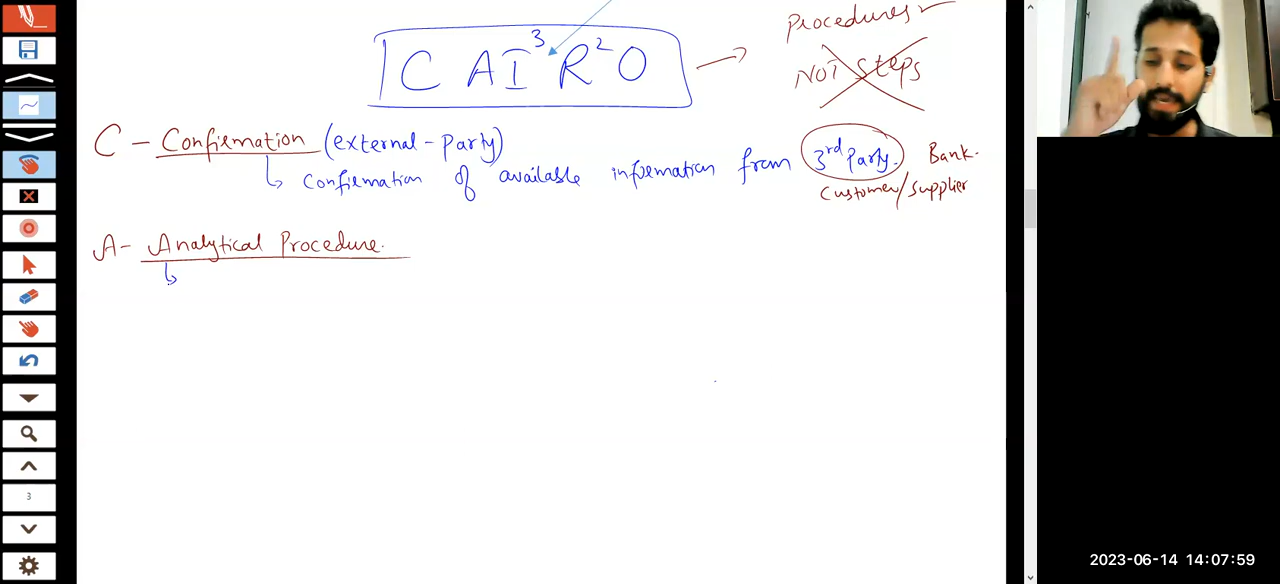 Procedures
C A I³ R² O
NOT Steps
C - Confirmation (external - Party)
Confirmation of available information from 3rd Party. Bank.
Customer/Supplier
A - Analytical Procedure.
3
2023-06-14 14:07:59